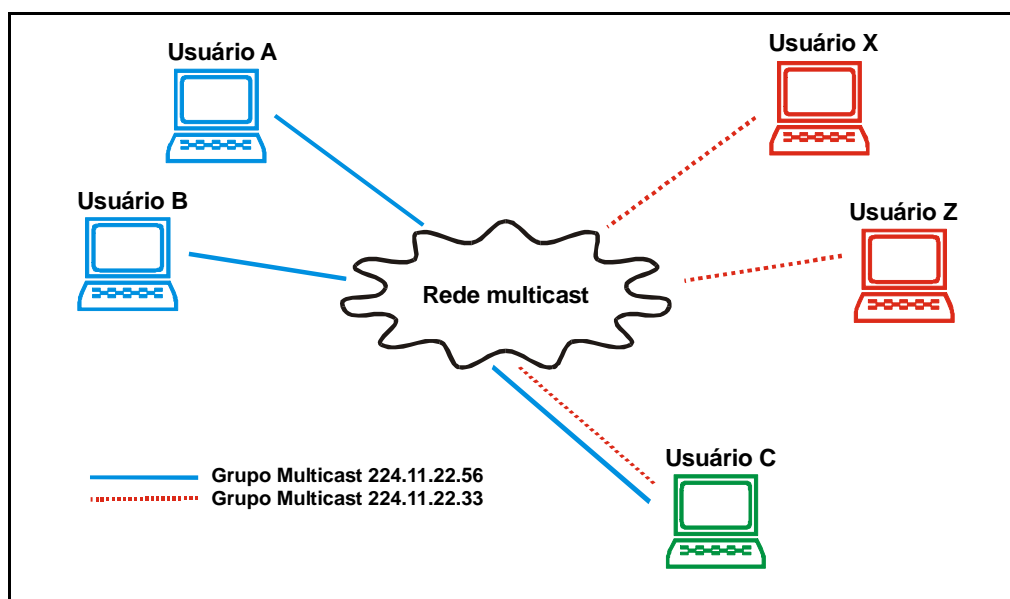 Usuário A
Usuário X
Usuário B
Usuário Z
Rede multicast
Usuário C
Grupo Multicast 224.11.22.56
Grupo Multicast 224.11.22.33